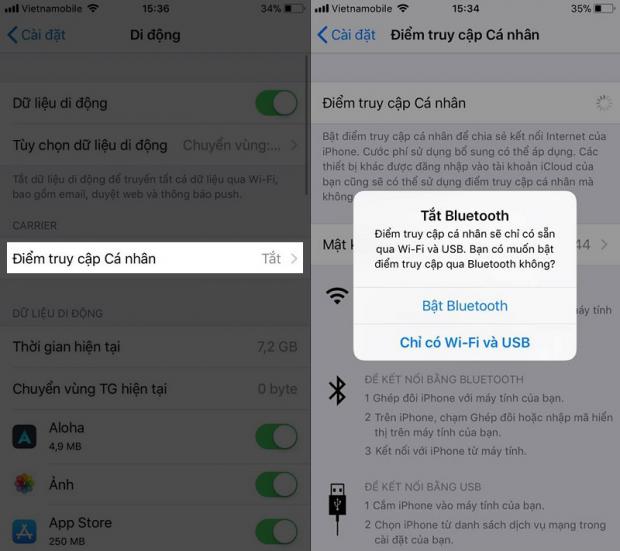 Vietnamobile 15:36 34%
Cài đặt Di động
Dữ liệu di động
Tùy chọn dữ liệu di động Chuyển vùng:...
Tắt dữ liệu di động để truyền tất cả dữ liệu qua Wi-Fi,
bao gồm email, duyệt web và thông báo push.
CARRIER
Điểm truy cập Cá nhân Tắt
DỮ LIỆU DI ĐỘNG
Thời gian hiện tại 7,2 GB
Chuyển vùng TG hiện tại 0 byte
Aloha
4,9 MB
Ảnh
App Store
250 MB
Vietnamobile 15:34 35%
Cài đặt Điểm truy cập Cá nhân
Điểm truy cập Cá nhân
Bật điểm truy cập cá nhân để chia sẻ kết nối Internet của
iPhone. Cước phí sử dụng bổ sung có thể áp dụng. Các
thiết bị khác được đăng nhập vào tài khoản iCloud của
bạn cũng sẽ có thể sử dụng điểm truy cập cá nhân mà
không
Tắt Bluetooth
Điểm truy cập cá nhân sẽ chỉ có sẵn
qua Wi-Fi và USB. Bạn có muốn bật
điểm truy cập qua Bluetooth không?
Bật Bluetooth
Chỉ có Wi-Fi và USB
Mật 44
máy tính
ĐỂ KẾT NỐI BẰNG BLUETOOTH
1 Ghép đôi iPhone với máy tính của bạn.
2 Trên iPhone, chạm Ghép đôi hoặc nhập mã hiển
thị trên máy tính của bạn.
3 Kết nối với iPhone từ máy tính.
ĐỂ KẾT NỐI BẰNG USB
1 Cắm iPhone vào máy tính của bạn.
2 Chọn iPhone từ danh sách dịch vụ mạng trong
cài đặt của bạn.